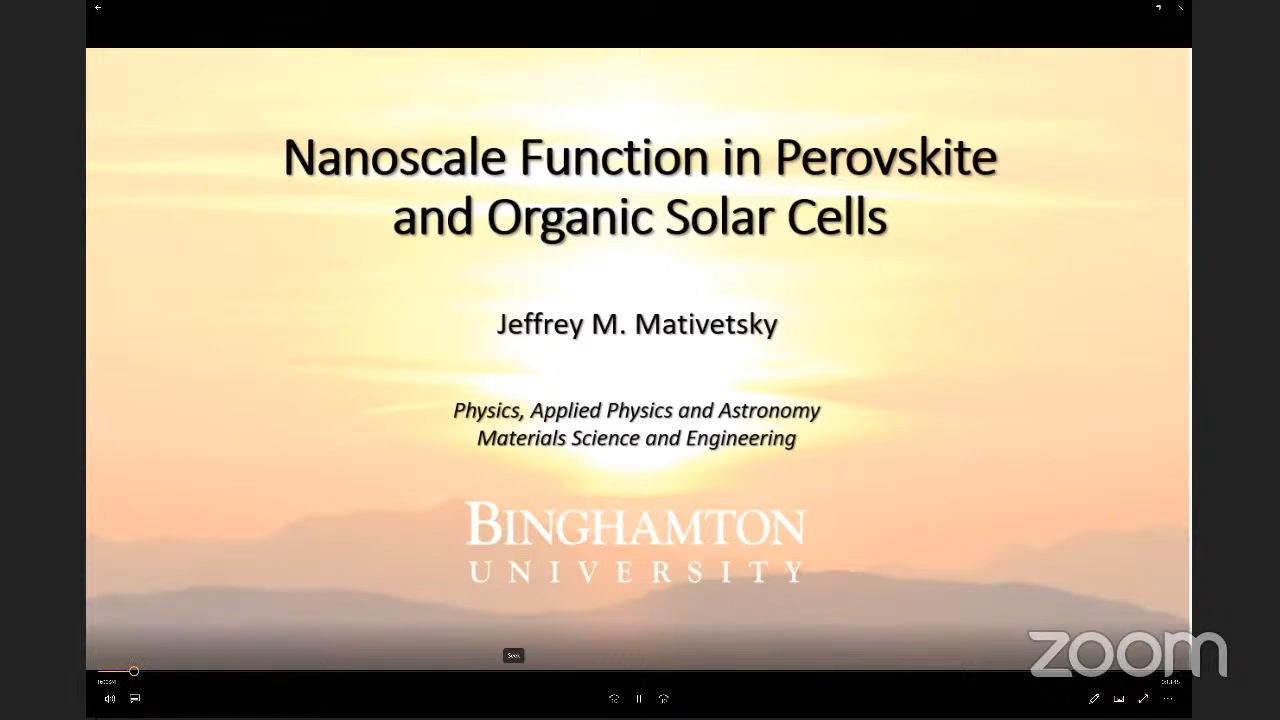 Nanoscale Function in Perovskite
and Organic Solar Cells
Jeffrey M. Mativetsky
Physics, Applied Physics and Astronomy
Materials Science and Engineering
BINGHAMTON
UNIVERSITY
zoom
Seek